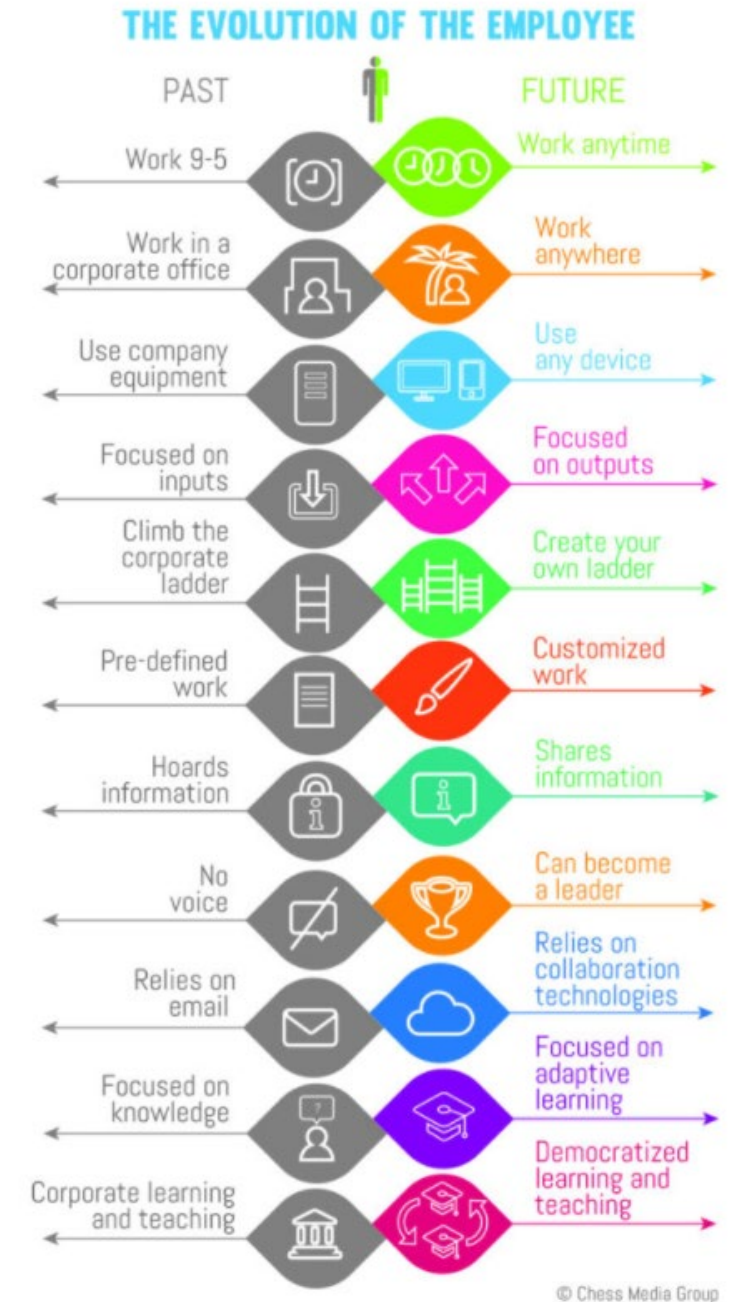 THE EVOLUTION OF THE EMPLOYEE
PAST
FUTURE
Work 9-5
Work anytime
Work in a
corporate office
Work
anywhere
Use company
equipment
Use
any device
Focused on
inputs
Focused
on outputs
Climb the
corporate
ladder
Create your
own ladder
Pre-defined
work
Customized
work
Hoards
information
i
Shares
information
i
No
voice
Can become
a leader
Relies on
email
Relies on
collaboration
technologies
Focused on
knowledge
?
Focused on
adaptive
learning
Corporate learning
and teaching
Democratized
learning and
teaching
© Chess Media Group